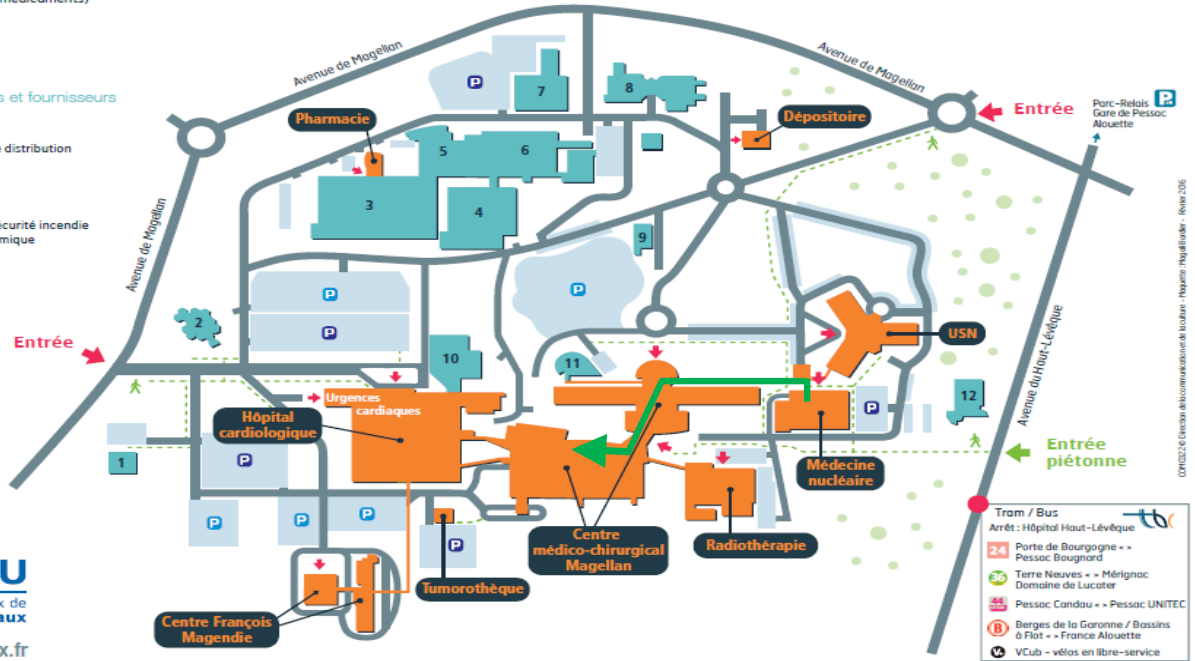 médicaments)
s et fournisseurs
e distribution
écurité incendie
mique
Avenue de Magellan
Avenue de Magellan
Avenue de Magellan
Entrée
Parc-Relais P
Gare de Pessac
Alouette
P
7
8
Pharmacie
Dépositoire
5
6
3
4
9
P
P
P
2
USN
Entrée
10
11
12
Avenue du Haut-Lévêque
Urgences
cardiaques
Hôpital
cardiologique
P
1
P
Médecine
nucléaire
Entrée
piétonne
P
P
P
P
Centre
médico-chirurgical
Magellan
Radiothérapie
Tumorothèque
Centre François
Magendie
U
x de
aux
x.fr
Tram / Bus
tbc
Arrêt : Hôpital Haut-Lévêque
24 Porte de Bourgogne <>
Pessac Bougnard
36 Terre Neuves <> Mérignac
Domaine de Lucater
44 Pessac Candau <> Pessac UNITEC
B Berges de la Garonne / Bassins
à Flot <> France Alouette
V+ VCub - vélos en libre-service